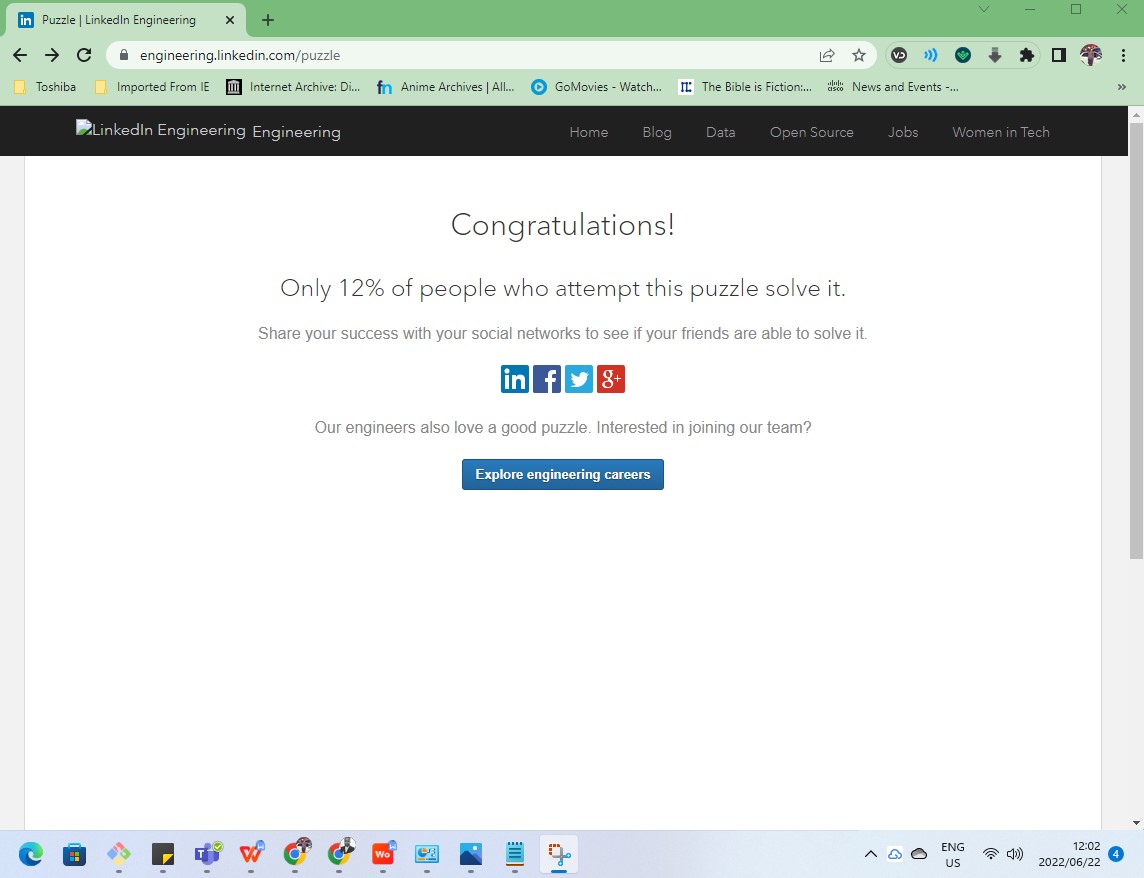 Puzzle | LinkedIn Engineering
engineering.linkedin.com/puzzle
Toshiba Imported From IE Internet Archive: Di... Anime Archives | All... GoMovies - Watch... The Bible is Fiction:... News and Events -... »
LinkedIn Engineering Engineering Home Blog Data Open Source Jobs Women in Tech
Congratulations!
Only 12% of people who attempt this puzzle solve it.
Share your success with your social networks to see if your friends are able to solve it.
in f g+
Our engineers also love a good puzzle. Interested in joining our team?
Explore engineering careers
ENG
US
12:02
2022/06/22
4